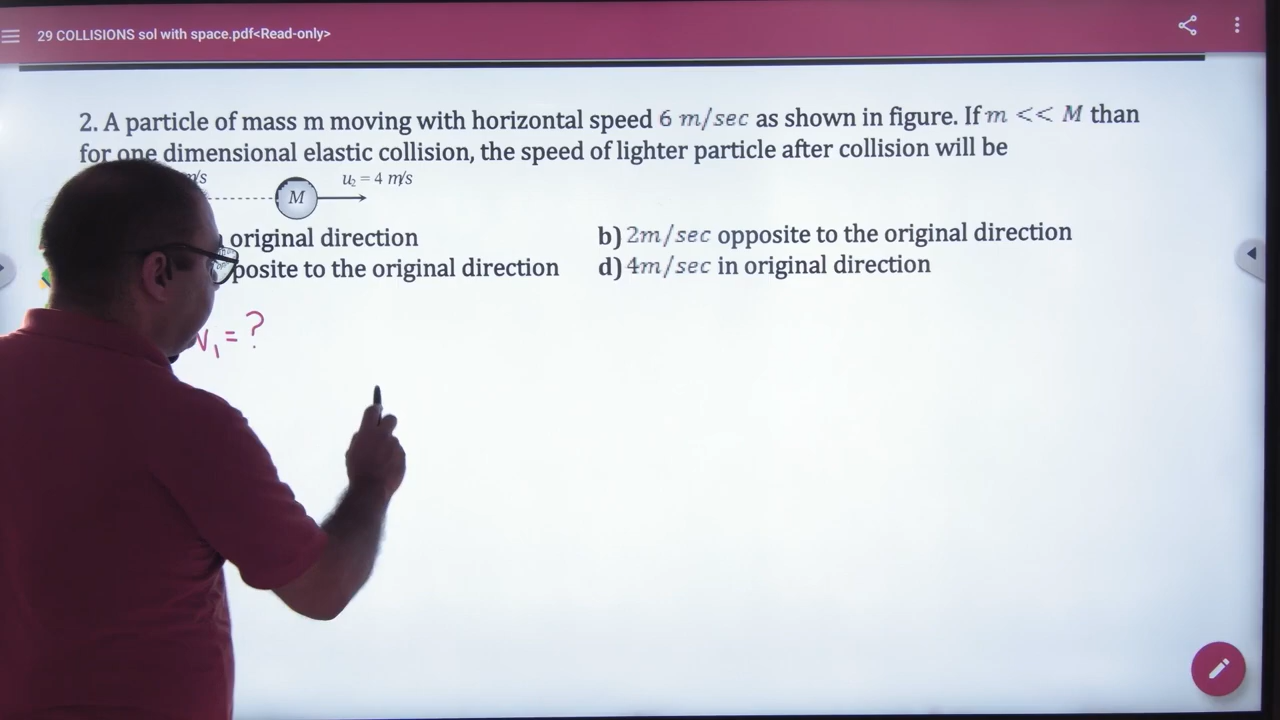 29 COLLISIONS sol with space.pdf<Read-only>
2. A particle of mass m moving with horizontal speed 6 m/sec as shown in figure. If m << M than
for one dimensional elastic collision, the speed of lighter particle after collision will be
m/s M u₂ = 4 m/s
original direction
b) 2m/sec opposite to the original direction
posite to the original direction
d) 4m/sec in original direction
v₁ = ?